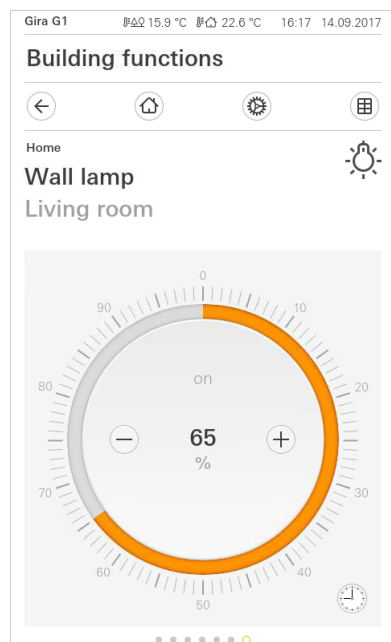 Gira G1 15.9 °C 22.6 °C 16:17 14.09.2017
Building functions
Home
Wall lamp
Living room
0
90 10
on
80 20
65
%
70 30
60 40
50